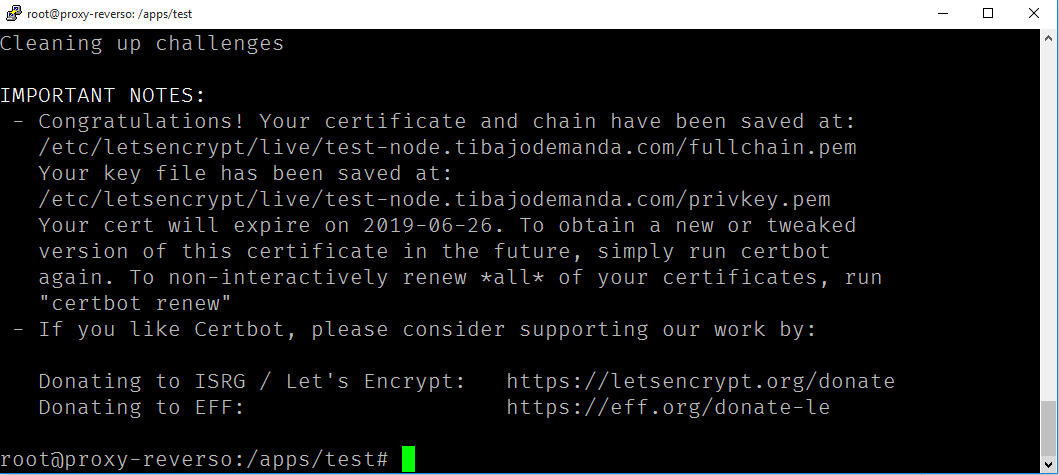 root@proxy-reverso: /apps/test
Cleaning up challenges
IMPORTANT NOTES:
- Congratulations! Your certificate and chain have been saved at:
/etc/letsencrypt/live/test-node.tibajodemanda.com/fullchain.pem
Your key file has been saved at:
/etc/letsencrypt/live/test-node.tibajodemanda.com/privkey.pem
Your cert will expire on 2019-06-26. To obtain a new or tweaked
version of this certificate in the future, simply run certbot
again. To non-interactively renew *all* of your certificates, run
"certbot renew"
- If you like Certbot, please consider supporting our work by:
Donating to ISRG / Let's Encrypt:   https://letsencrypt.org/donate
Donating to EFF:                    https://eff.org/donate-le
root@proxy-reverso:/apps/test#